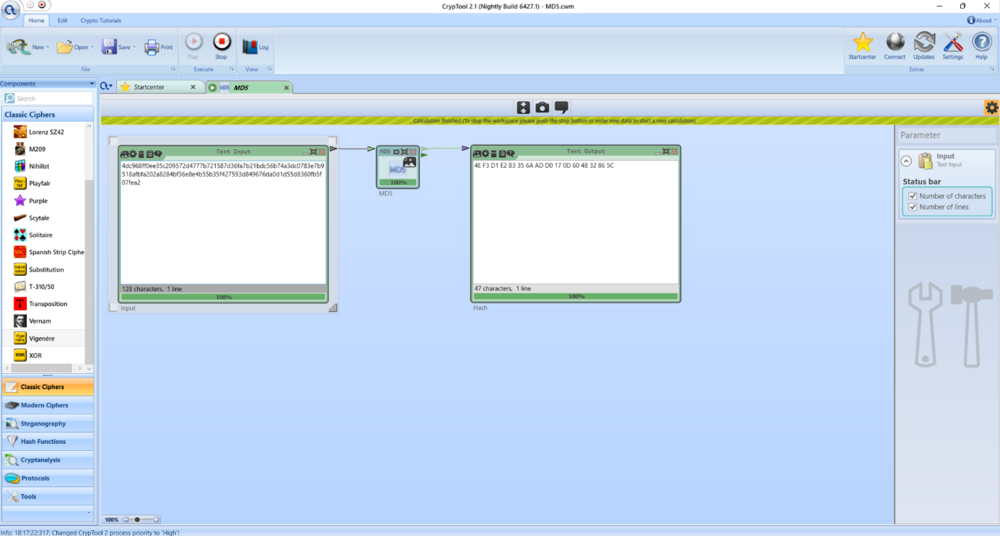 CrypTool 2.1 (Nightly Build 6427.1) - MD5.cwm
Home Edit Crypto Tutorials
About
New Open Save Print Play Stop Log
Startcenter Connect Updates Settings Help
File Execute View Extras
Components
Startcenter MD5
Search
Classic Ciphers
Calculation finished (To stop the workspace please push the stop button or enter new data to start a new calculation)
Lorenz SZ42
M209
Nihilist
Playfair
Purple
Scytale
Solitaire
Spanish Strip Ciphe
Substitution
T-310/50
Transposition
Vernam
Vigenère
XOR
Classic Ciphers
Modern Ciphers
Steganography
Hash Functions
Cryptanalysis
Protocols
Tools
Text Input
4dc968ff0ee35c209572d4777b721587d36fa7b21bdc56b74a3dc0783e7b9
518afbfa202a8284bf36e8e4b55b35f427593d849676da0d1d55d8360fb5f
07fea2
128 characters, 1 line
100%
Input
MD5
MD5
100%
MD5
Text Output
4E F3 D1 E2 B3 35 6A AD D0 17 0D 60 4B 32 86 5C
47 characters, 1 line
100%
Hash
Parameter
Input
Text Input
Status bar
Number of characters
Number of lines
100%
Info: 18:17:22:317: Changed CrypTool 2 process priority to 'High'!